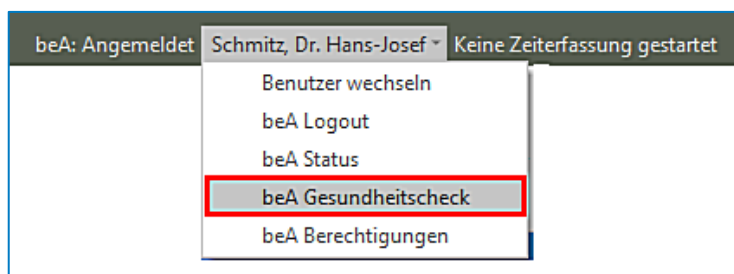 beA: Angemeldet Schmitz, Dr. Hans-Josef Keine Zeiterfassung gestartet
Benutzer wechseln
beA Logout
beA Status
beA Gesundheitscheck
beA Berechtigungen